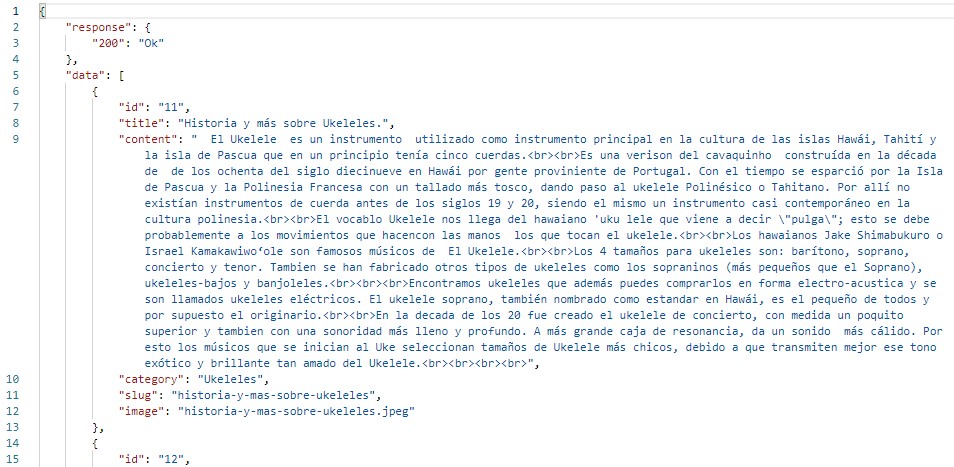 1 {
2 "response": {
3 "200": "Ok"
4 },
5 "data": [
6 {
7 "id": "11",
8 "title": "Historia y más sobre Ukeleles.",
9 "content": "  El Ukelele  es un instrumento  utilizado como instrumento principal en la cultura de las islas Hawái, Tahití y
la isla de Pascua que en un principio tenía cinco cuerdas.<br><br>Es una verison del cavaquinho  construída en la década
de  de los ochenta del siglo diecinueve en Hawái por gente proviniente de Portugal. Con el tiempo se esparció por la Isla
de Pascua y la Polinesia Francesa con un tallado más tosco, dando paso al ukelele Polinésico o Tahitano. Por allí no
existían instrumentos de cuerda antes de los siglos 19 y 20, siendo el mismo un instrumento casi contemporáneo en la
cultura polinesia.<br><br>El vocablo Ukelele nos llega del hawaiano 'uku lele que viene a decir \"pulga\"; esto se debe
probablemente a los movimientos que hacencon las manos  los que tocan el ukelele.<br><br>Los hawaianos Jake Shimabukuro o
Israel Kamakawiwoʻole son famosos músicos de  El Ukelele.<br><br>Los 4 tamaños para ukeleles son: barítono, soprano,
concierto y tenor. Tambien se han fabricado otros tipos de ukeleles como los sopraninos (más pequeños que el Soprano),
ukeleles-bajos y banjoleles.<br><br><br>Encontramos ukeleles que además puedes comprarlos en forma electro-acustica y se
son llamados ukeleles eléctricos. El ukelele soprano, también nombrado como estandar en Hawái, es el pequeño de todos y
por supuesto el originario.<br><br>En la decada de los 20 fue creado el ukelele de concierto, con medida un poquito
superior y tambien con una sonoridad más lleno y profundo. A más grande caja de resonancia, da un sonido  más cálido. Por
esto los músicos que se inician al Uke seleccionan tamaños de Ukelele más chicos, debido a que transmiten mejor ese tono
exótico y brillante tan amado del Ukelele.<br><br><br><br>",
10 "category": "Ukeleles",
11 "slug": "historia-y-mas-sobre-ukeleles",
12 "image": "historia-y-mas-sobre-ukeleles.jpeg"
13 },
14 {
15 "id": "12",